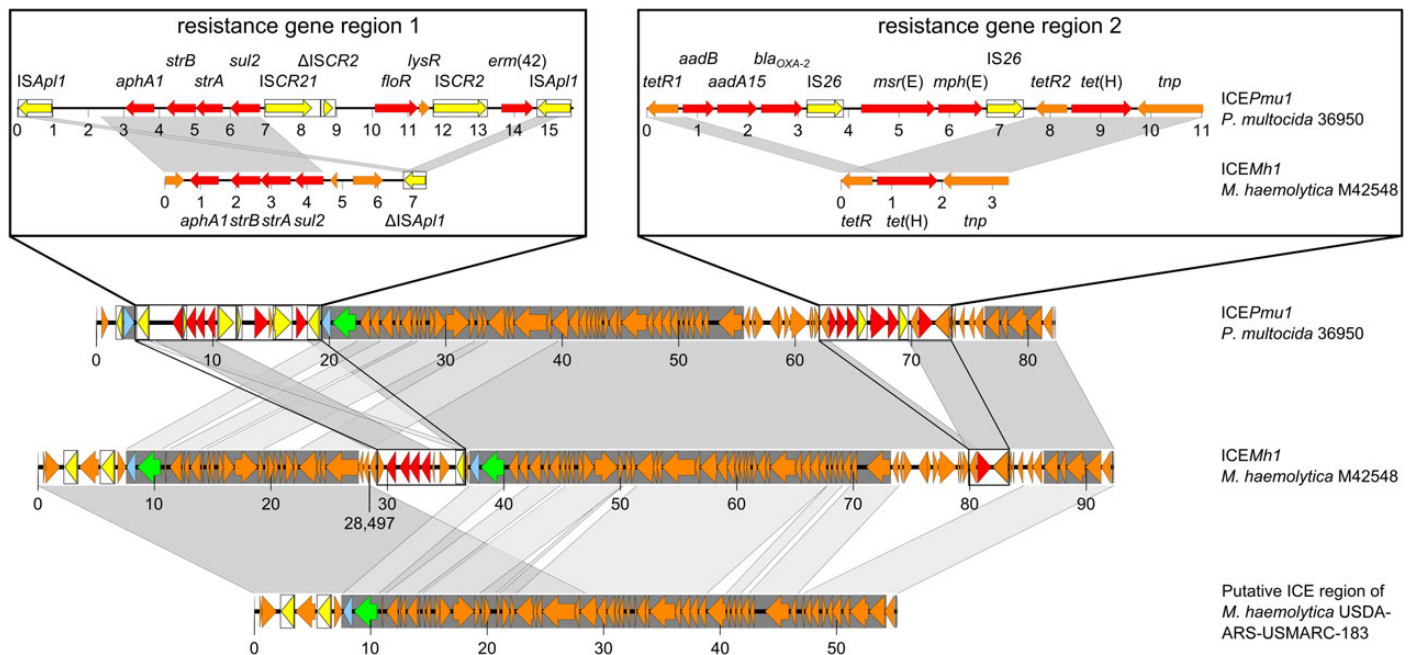 resistance gene region 1
strB sul2 ΔISCR2 lysR erm(42)
ISApl1 aphA1 strA ISCR21 floR ISCR2 ISApl1
0 1 2 3 4 5 6 7 8 9 10 11 12 13 14 15
0 1 2 3 4 5 6 7
aphA1 strB strA sul2 ΔISApl1
resistance gene region 2
aadB blaOXA-2 IS26
tetR1 aadA15 IS26 msr(E) mph(E) tetR2 tet(H) tnp
0 1 2 3 4 5 6 7 8 9 10 11
ICEPmu1
P. multocida 36950
0 1 2 3
tetR tet(H) tnp
ICEMh1
M. haemolytica M42548
ICEPmu1
P. multocida 36950
0 10 20 30 40 50 60 70 80
ICEMh1
M. haemolytica M42548
0 10 20 30 40 50 60 70 80 90
28,497
Putative ICE region of
M. haemolytica USDA-
ARS-USMARC-183
0 10 20 30 40 50